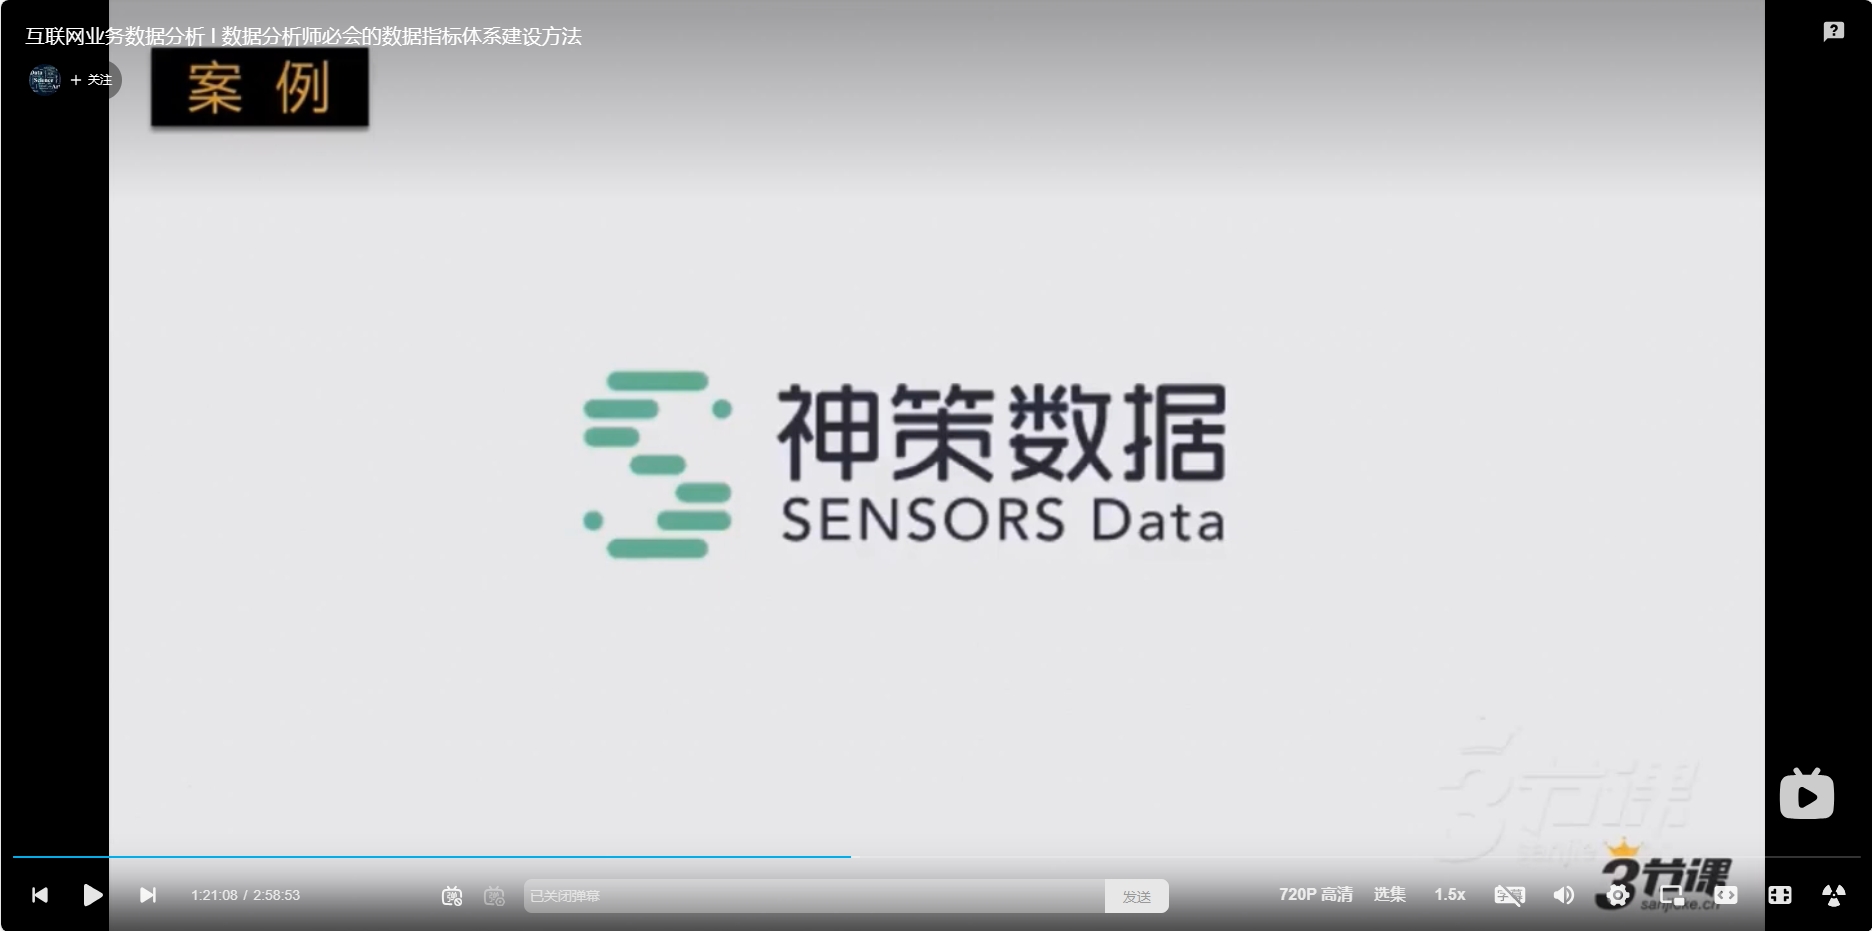 互联网业务数据分析 I 数据分析师必会的数据指标体系建设方法
+ 关注
案 例
神策数据
SENSORS Data
3节课
sanjieke.cn
1:21:08 / 2:58:53
已关闭弹幕
发送
720P 高清
选集
1.5x